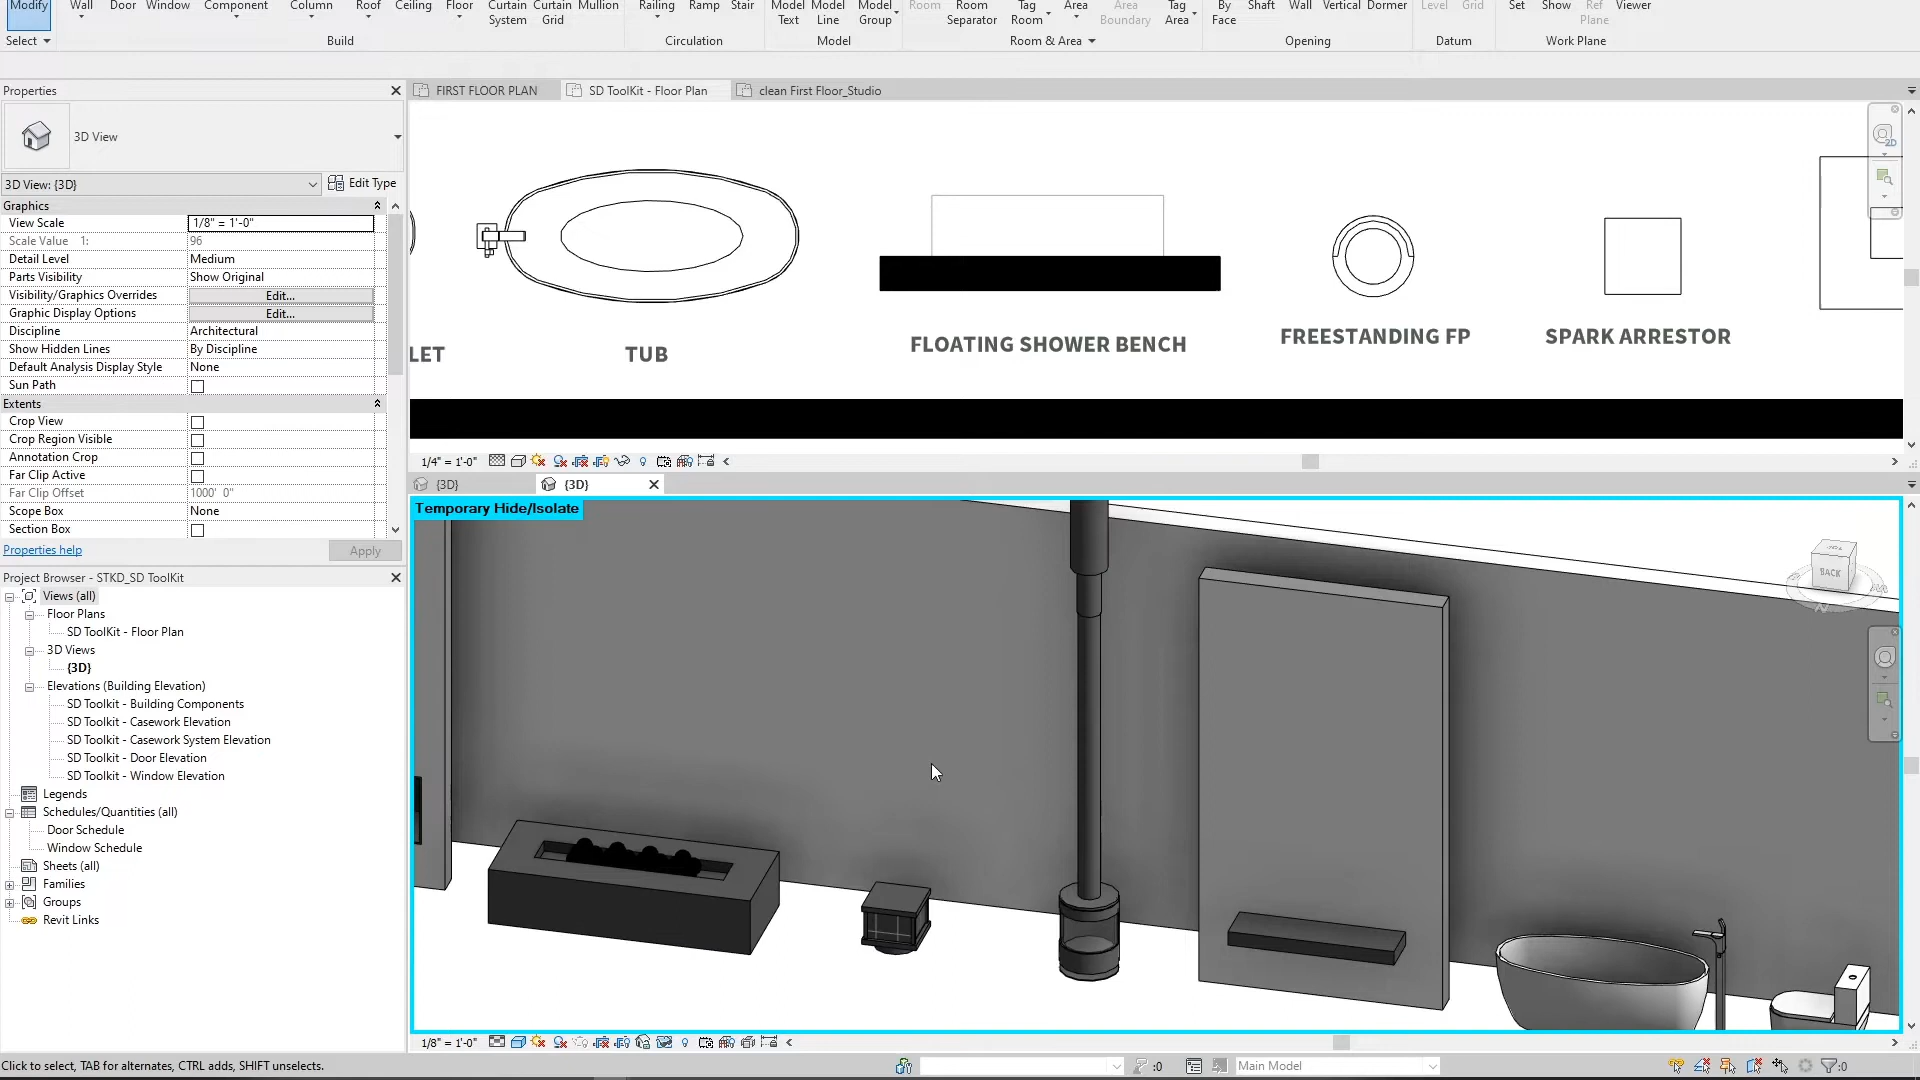 Modify Wall Door Window Component Column Roof Ceiling Floor Curtain System Curtain Grid Mullion Railing Ramp Stair Model Text Model Line Model Group Room Room Separator Tag Room Area Area Boundary Tag Area By Face Shaft Wall Vertical Dormer Level Grid Set Show Ref Plane Viewer
Select Build Circulation Model Room & Area Opening Datum Work Plane
Properties
3D View
3D View: {3D} Edit Type
Graphics
View Scale 1/8" = 1'-0"
Scale Value 1: 96
Detail Level Medium
Parts Visibility Show Original
Visibility/Graphics Overrides Edit...
Graphic Display Options Edit...
Discipline Architectural
Show Hidden Lines By Discipline
Default Analysis Display Style None
Sun Path
Extents
Crop View
Crop Region Visible
Annotation Crop
Far Clip Active
Far Clip Offset 1000' 0"
Scope Box None
Section Box
Properties help Apply
Project Browser - STKD_SD ToolKit
Views (all)
Floor Plans
SD ToolKit - Floor Plan
3D Views
{3D}
Elevations (Building Elevation)
SD Toolkit - Building Components
SD Toolkit - Casework Elevation
SD Toolkit - Casework System Elevation
SD Toolkit - Door Elevation
SD Toolkit - Window Elevation
Legends
Schedules/Quantities (all)
Door Schedule
Window Schedule
Sheets (all)
Families
Groups
Revit Links
FIRST FLOOR PLAN SD ToolKit - Floor Plan clean First Floor_Studio
2D
LET TUB FLOATING SHOWER BENCH FREESTANDING FP SPARK ARRESTOR
1/4" = 1'-0"
{3D} {3D}
Temporary Hide/Isolate
BACK
1/8" = 1'-0"
Click to select, TAB for alternates, CTRL adds, SHIFT unselects. :0 Main Model :0